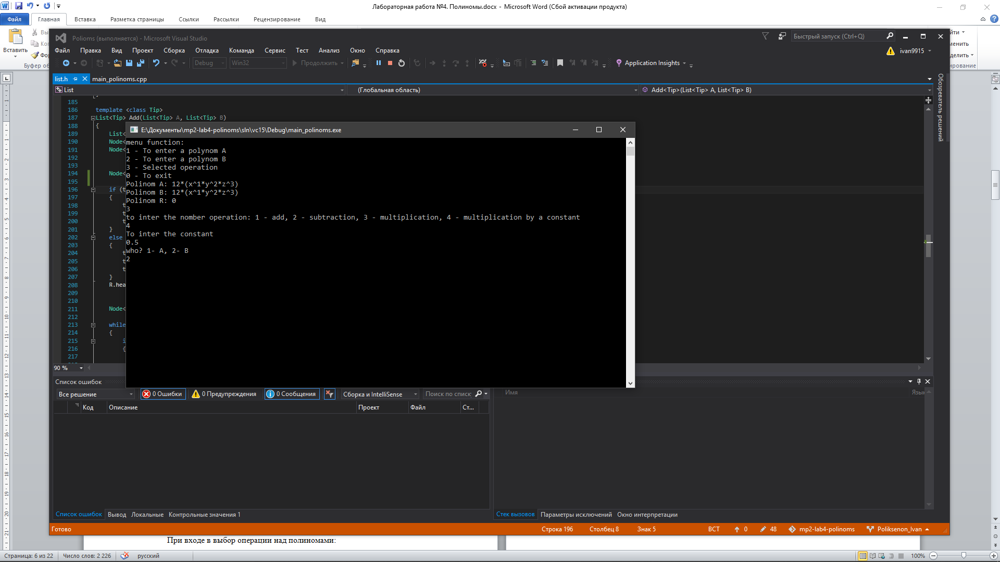 Лабораторная работа №4. Полиномы.docx - Microsoft Word (Сбой активации продукта)
Файл Главная Вставка Разметка страницы Ссылки Рассылки Рецензирование Вид
Вставить
Буфер об
Polioms (выполняется) - Microsoft Visual Studio
Быстрый запуск (Ctrl+Q)
Файл Правка Вид Проект Сборка Отладка Команда Сервис Тест Анализ Окно Справка
ivan9915
Debug Win32 Продолжить Application Insights
list.h main_polinoms.cpp
List (Глобальная область) Add<Tip>(List<Tip> A, List<Tip> B)
Обозреватель решений
185
186 template <class Tip>
187 List<Tip> Add(List<Tip> A, List<Tip> B)
188 {
189 List<
190 Node<
191 Node<
192
193
194 Node<
195
196 if (t
197 {
198 t
199 t
200 t
201 }
202 else
203 {
204 t
205 t
206 t
207 }
208 R.hea
209
210
211 Node<
212
213 while
214 {
215 i
216 {
217
90 %
E:\Документы\mp2-lab4-polinoms\sln\vc15\Debug\main_polinoms.exe
menu function:
1 - To enter a polynom A
2 - To enter a polynom B
3 - Selected operation
0 - To exit
Polinom A: 12*(x^1*y^2*z^3)
Polinom B: 12*(x^1*y^2*z^3)
Polinom R: 0
3
to inter the nomber operation: 1 - add, 2 - subtraction, 3 - multiplication, 4 - multiplication by a constant
4
To inter the constant
0.5
who? 1- A, 2- B
2
Список ошибок
Все решение 0 Ошибки 0 Предупреждения 0 Сообщения Сборка и IntelliSense Поиск по списку
Код Описание Проект Файл Ст...
Имя Язык
Список ошибок Вывод Локальные Контрольные значения 1
Стек вызовов Параметры исключений Окно интерпретации
Готово Строка 196 Столбец 8 Знак 5 ВСТ 0 48 mp2-lab4-polinoms Poliksenon_Ivan
При входе в выбор операции над полиномами:
Страница: 6 из 22 Число слов: 2 226 русский 100%